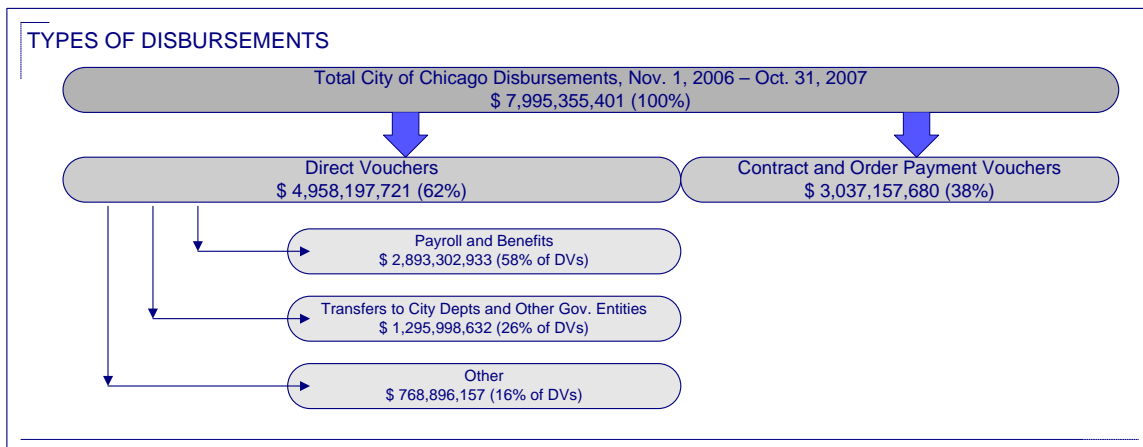 TYPES OF DISBURSEMENTS
Total City of Chicago Disbursements, Nov. 1, 2006 – Oct. 31, 2007
$ 7,995,355,401 (100%)
Direct Vouchers
$ 4,958,197,721 (62%)
Contract and Order Payment Vouchers
$ 3,037,157,680 (38%)
Payroll and Benefits
$ 2,893,302,933 (58% of DVs)
Transfers to City Depts and Other Gov. Entities
$ 1,295,998,632 (26% of DVs)
Other
$ 768,896,157 (16% of DVs)